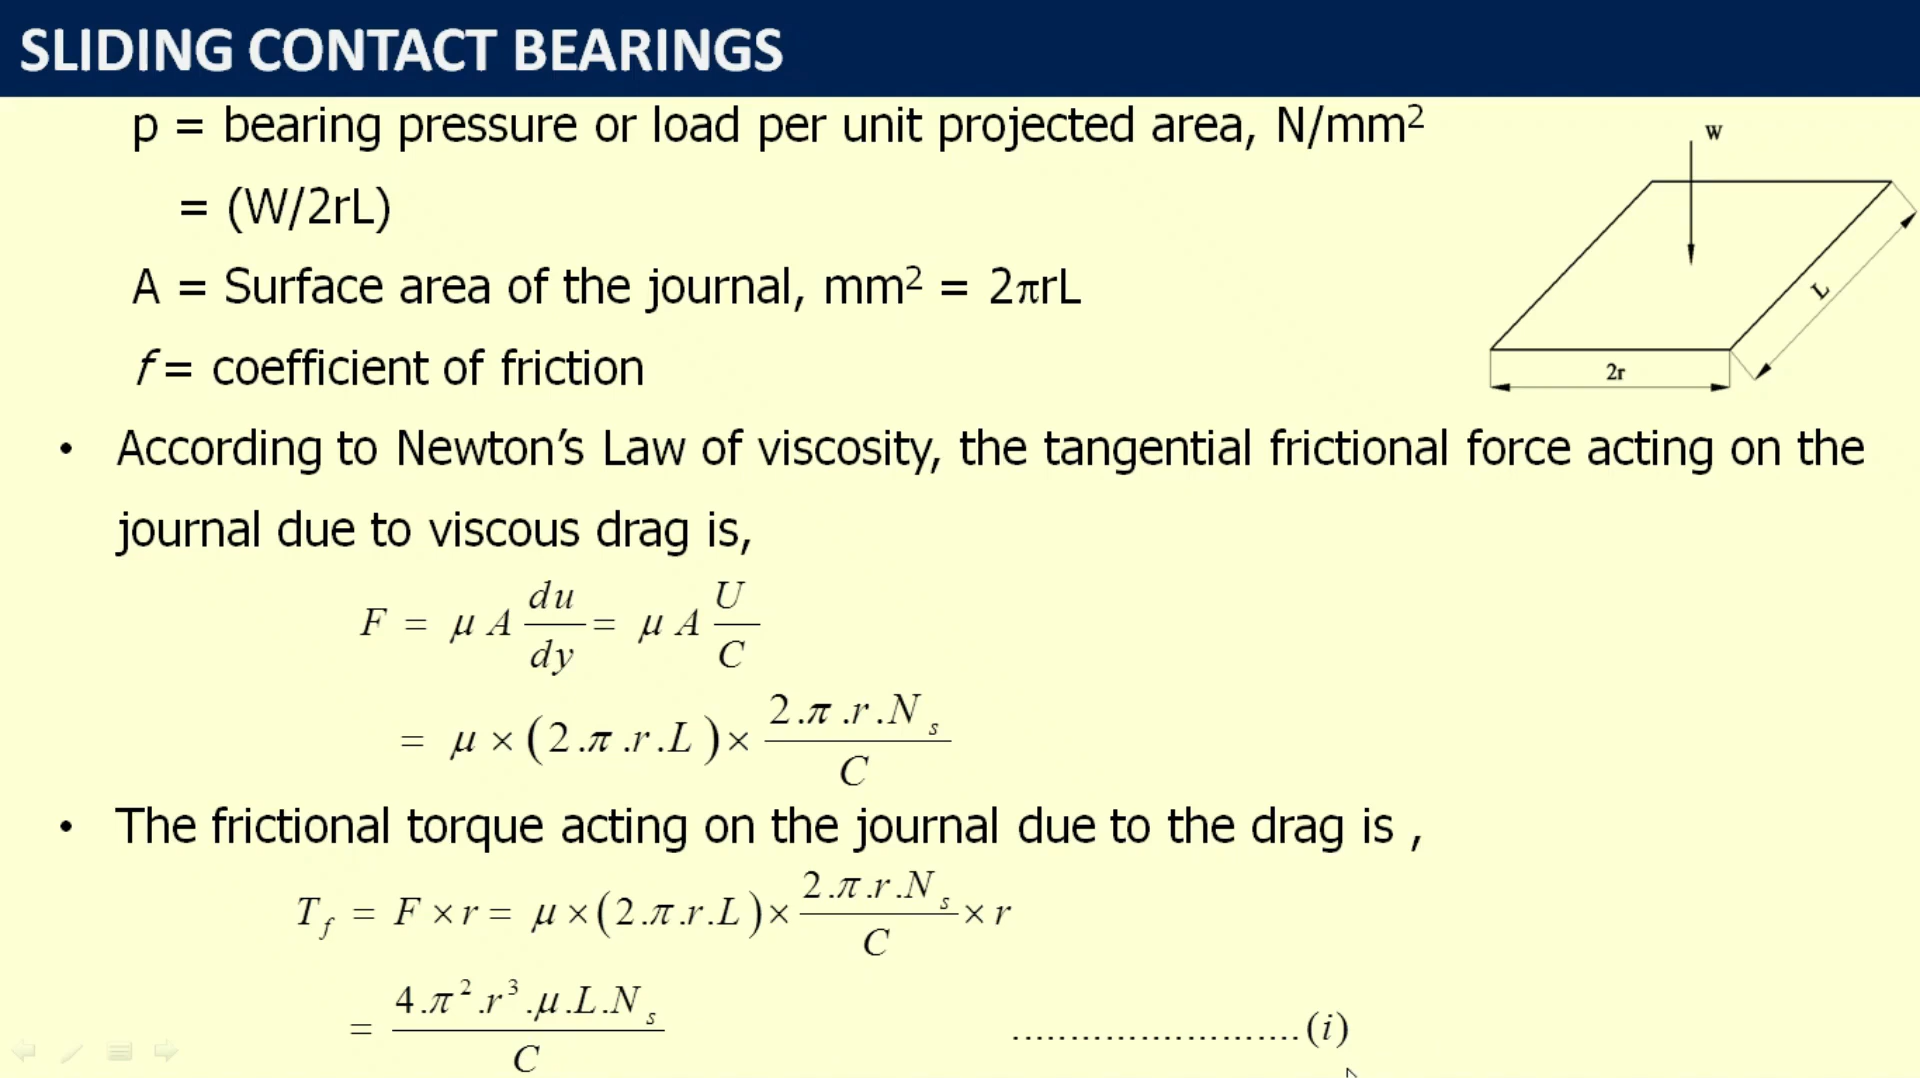 SLIDING CONTACT BEARINGS
p = bearing pressure or load per unit projected area, N/mm²
= (W/2rL)
A = Surface area of the journal, mm² = 2πrL
f = coefficient of friction
W
L
2r
• According to Newton's Law of viscosity, the tangential frictional force acting on the
journal due to viscous drag is,
F = μ A du/dy = μ A U/C
= μ × (2.π.r.L) × 2.π.r.Nₛ/C
• The frictional torque acting on the journal due to the drag is ,
T_f = F × r = μ × (2.π.r.L) × 2.π.r.Nₛ/C × r
= 4.π².r³.μ.L.Nₛ/C ........................(i)